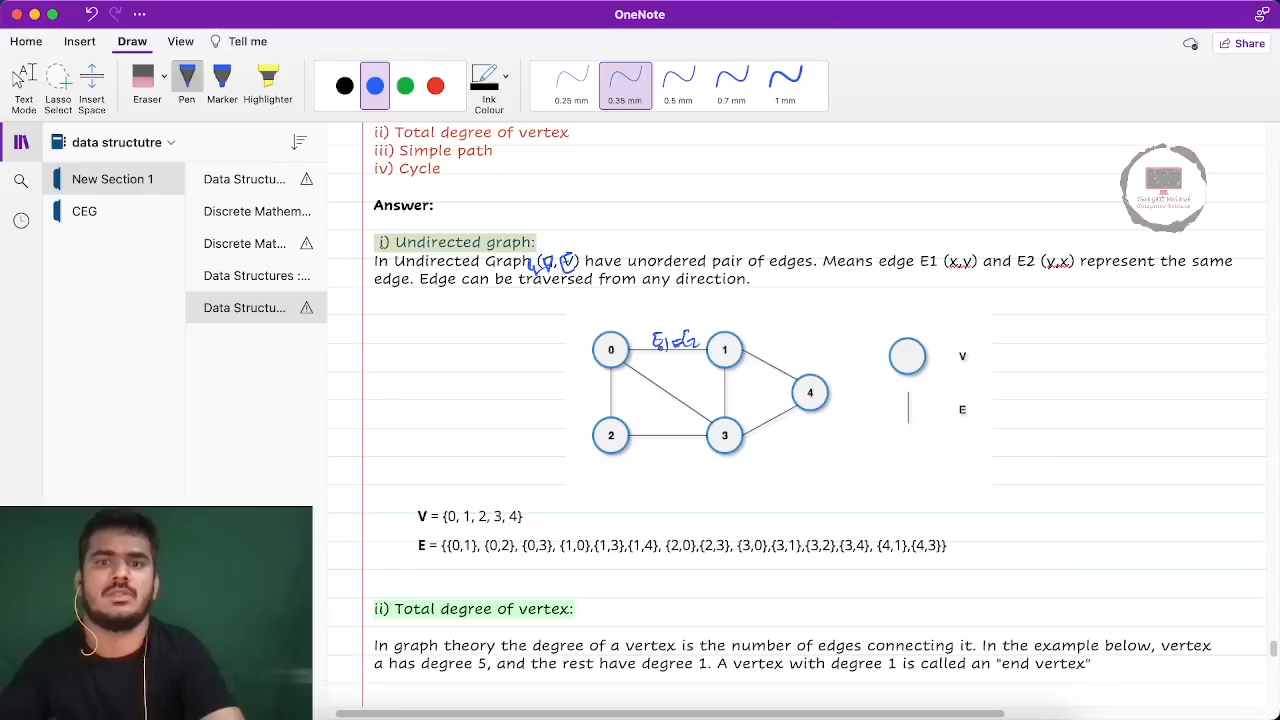 OneNote
Home Insert Draw View Tell me
Share
Text Mode
Lasso Select
Insert Space
Eraser
Pen
Marker
Highlighter
Ink Colour
0.25 mm
0.35 mm
0.5 mm
0.7 mm
1 mm
data structutre
New Section 1
CEG
Data Structu...
Discrete Mathem...
Discrete Mat...
Data Structures :...
Data Structu...
ii) Total degree of vertex
iii) Simple path
iv) Cycle
Computer Science
Answer:
i) Undirected graph:
In Undirected Graph (V, V) have unordered pair of edges. Means edge E1 (x,y) and E2 (y,x) represent the same
edge. Edge can be traversed from any direction.
0
1
V
4
E
2
3
V = {0, 1, 2, 3, 4}
E = {{0,1}, {0,2}, {0,3}, {1,0},{1,3},{1,4}, {2,0},{2,3}, {3,0},{3,1},{3,2},{3,4}, {4,1},{4,3}}
ii) Total degree of vertex:
In graph theory the degree of a vertex is the number of edges connecting it. In the example below, vertex
a has degree 5, and the rest have degree 1. A vertex with degree 1 is called an "end vertex"